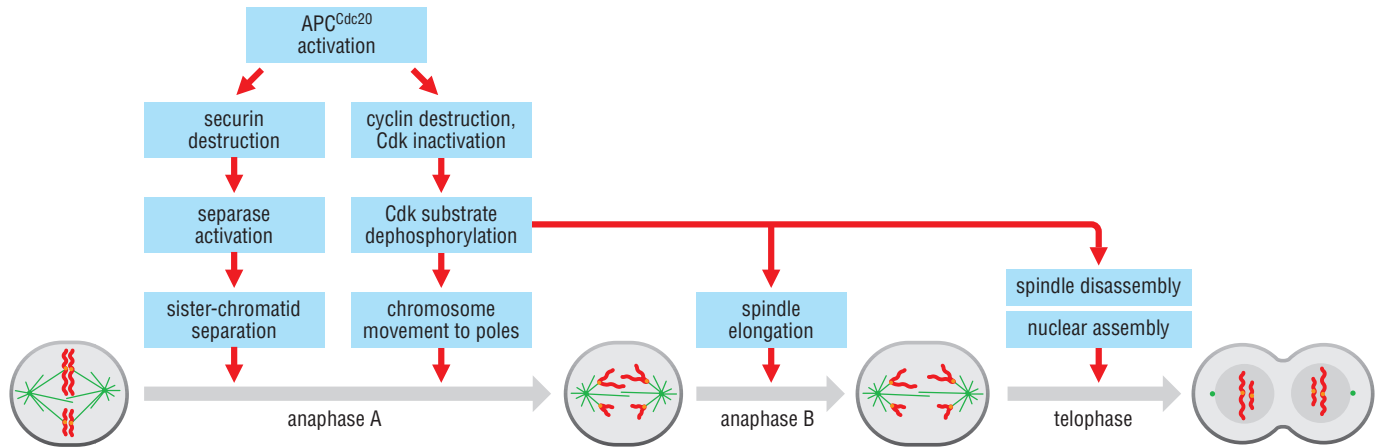 APCCdc20
activation
securin
destruction
cyclin destruction,
Cdk inactivation
separase
activation
Cdk substrate
dephosphorylation
sister-chromatid
separation
chromosome
movement to poles
spindle
elongation
spindle disassembly
nuclear assembly
anaphase A
anaphase B
telophase